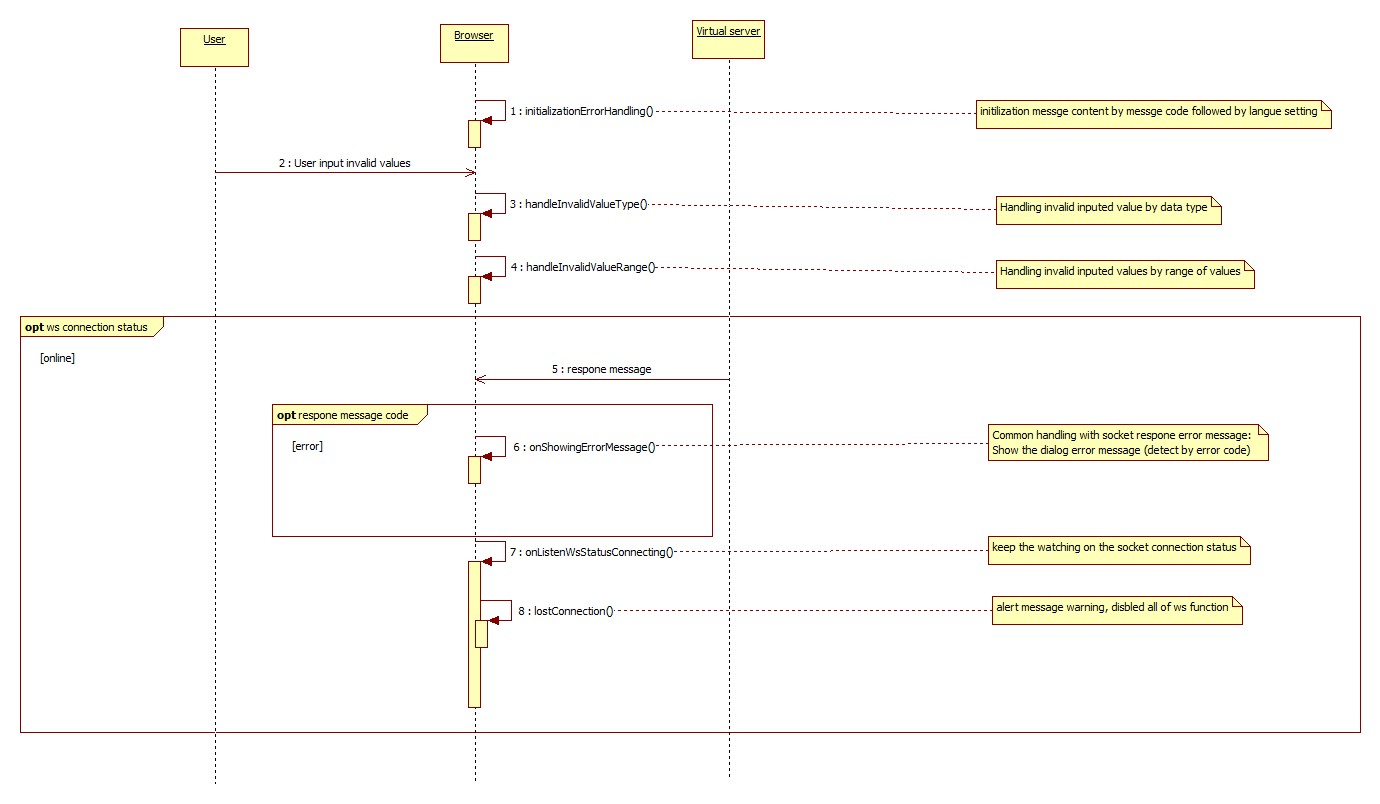 User
Browser
Virtual server
1 : initializationErrorHandling()
initilization messge content by messge code followed by langue setting
2 : User input invalid values
3 : handleInvalidValueType()
Handling invalid inputed value by data type
4 : handleInvalidValueRange()
Handling invalid inputed values by range of values
opt ws connection status
[online]
5 : respone message
opt respone message code
[error]
6 : onShowingErrorMessage()
Common handling with socket respone error message:
Show the dialog error message (detect by error code)
7 : onListenWsStatusConnecting()
keep the watching on the socket connection status
8 : lostConnection()
alert message warning, disbled all of ws function